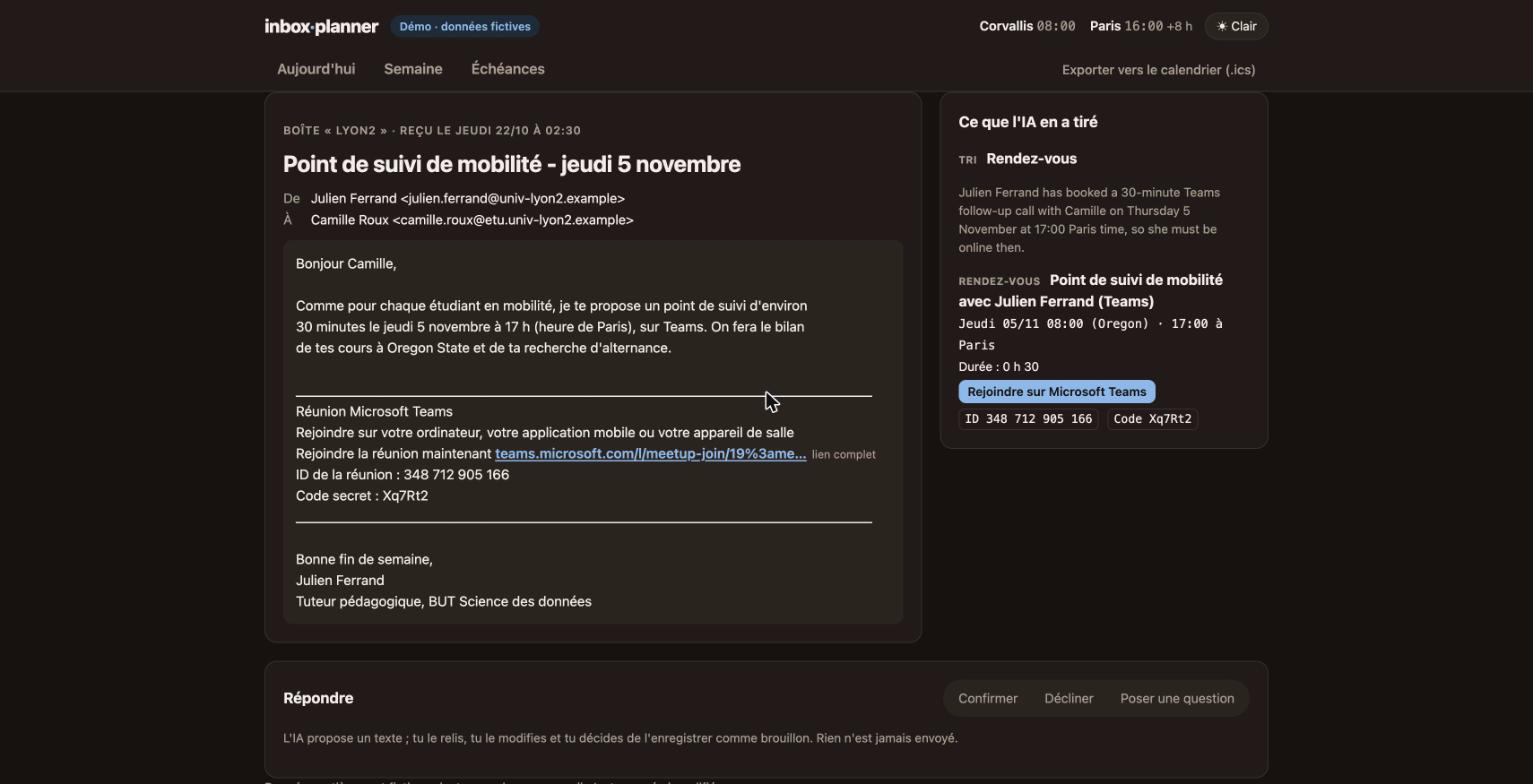 inbox·planner Démo · données fictives Corvallis 08:00 Paris 16:00 +8 h ☀ Clair
Aujourd'hui Semaine Échéances Exporter vers le calendrier (.ics)
BOÎTE « LYON2 » · REÇU LE JEUDI 22/10 À 02:30
Point de suivi de mobilité - jeudi 5 novembre
De Julien Ferrand <julien.ferrand@univ-lyon2.example>
À Camille Roux <camille.roux@etu.univ-lyon2.example>
Bonjour Camille,
Comme pour chaque étudiant en mobilité, je te propose un point de suivi d'environ
30 minutes le jeudi 5 novembre à 17 h (heure de Paris), sur Teams. On fera le bilan
de tes cours à Oregon State et de ta recherche d'alternance.
Réunion Microsoft Teams
Rejoindre sur votre ordinateur, votre application mobile ou votre appareil de salle
Rejoindre la réunion maintenant teams.microsoft.com/l/meetup-join/19%3ame... lien complet
ID de la réunion : 348 712 905 166
Code secret : Xq7Rt2
Bonne fin de semaine,
Julien Ferrand
Tuteur pédagogique, BUT Science des données
Ce que l'IA en a tiré
TRI Rendez-vous
Julien Ferrand has booked a 30-minute Teams
follow-up call with Camille on Thursday 5
November at 17:00 Paris time, so she must be
online then.
RENDEZ-VOUS Point de suivi de mobilité
avec Julien Ferrand (Teams)
Jeudi 05/11 08:00 (Oregon) · 17:00 à
Paris
Durée : 0 h 30
Rejoindre sur Microsoft Teams
ID 348 712 905 166 Code Xq7Rt2
Répondre Confirmer Décliner Poser une question
L'IA propose un texte ; tu le relis, tu le modifies et tu décides de l'enregistrer comme brouillon. Rien n'est jamais envoyé.